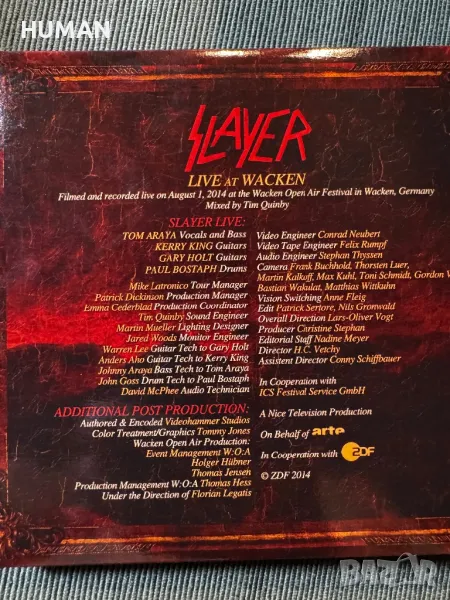 HUMAN
SLAYER
LIVE AT WACKEN
Filmed and recorded live on August 1, 2014 at the Wacken Open Air Festival in Wacken, Germany
Mixed by Tim Quinby
SLAYER LIVE:
TOM ARAYA Vocals and Bass
KERRY KING Guitars
GARY HOLT Guitars
PAUL BOSTAPH Drums
Mike Latronico Tour Manager
Patrick Dickinson Production Manager
Emma Cederblad Production Coordinator
Tim Quinby Sound Engineer
Martin Mueller Lighting Designer
Jared Woods Monitor Engineer
Warren Lee Guitar Tech to Gary Holt
Anders Aho Guitar Tech to Kerry King
Johnny Araya Bass Tech to Tom Araya
John Goss Drum Tech to Paul Bostaph
David McPhee Audio Technician
ADDITIONAL POST PRODUCTION:
Authored & Encoded Videohammer Studios
Color Treatment/Graphics Tommy Jones
Wacken Open Air Production:
Event Management W:O:A
Holger Hübner
Thomas Jensen
Production Management W:O:A Thomas Hess
Under the Direction of Florian Legatis
Video Engineer Conrad Neubert
Video Tape Engineer Felix Rumpf
Audio Engineer Stephan Thyssen
Camera Frank Buchhold, Thorsten Luer,
Martin Kalkoff, Max Kuhl, Toni Schmidt, Gordon
Bastian Wakulat, Matthias Wittkuhn
Vision Switching Anne Fleig
Edit Patrick Sertore, Nils Gronwald
Overall Direction Lars-Oliver Vogt
Producer Christine Stephan
Editorial Staff Nadine Meyer
Director H.C. Vetchy
Assistent Director Conny Schiffbauer
In Cooperation with
ICS Festival Service GmbH
A Nice Television Production
On Behalf of arte
In Cooperation with ZDF
© ZDF 2014
BAZAR